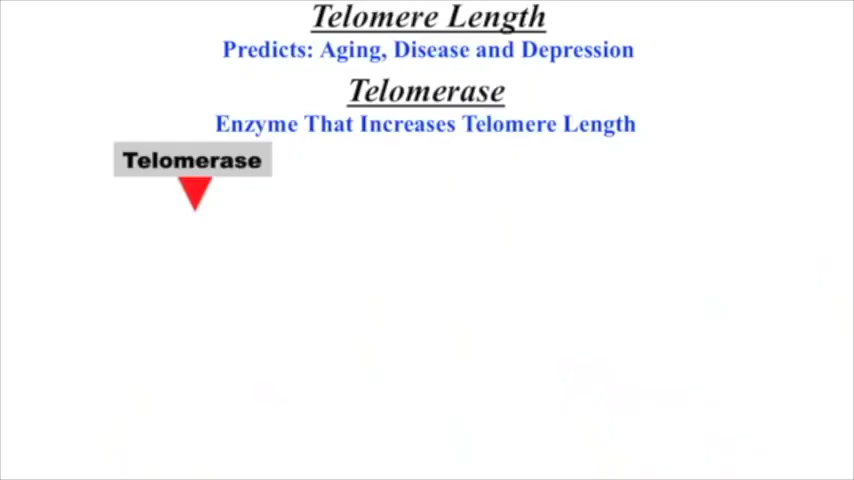 Telomere Length
Predicts: Aging, Disease and Depression
Telomerase
Enzyme That Increases Telomere Length
Telomerase